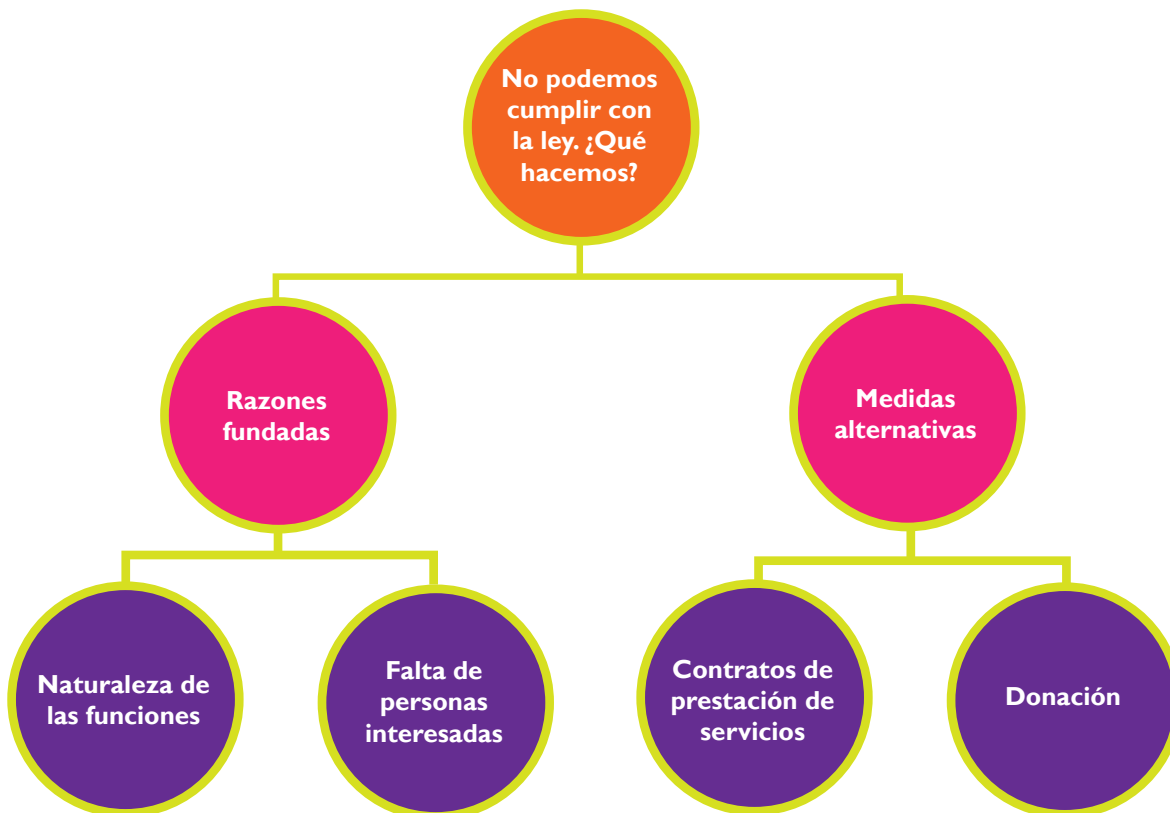 No podemos
cumplir con
la ley. ¿Qué
hacemos?
Razones
fundadas
Medidas
alternativas
Naturaleza de
las funciones
Falta de
personas
interesadas
Contratos de
prestación de
servicios
Donación